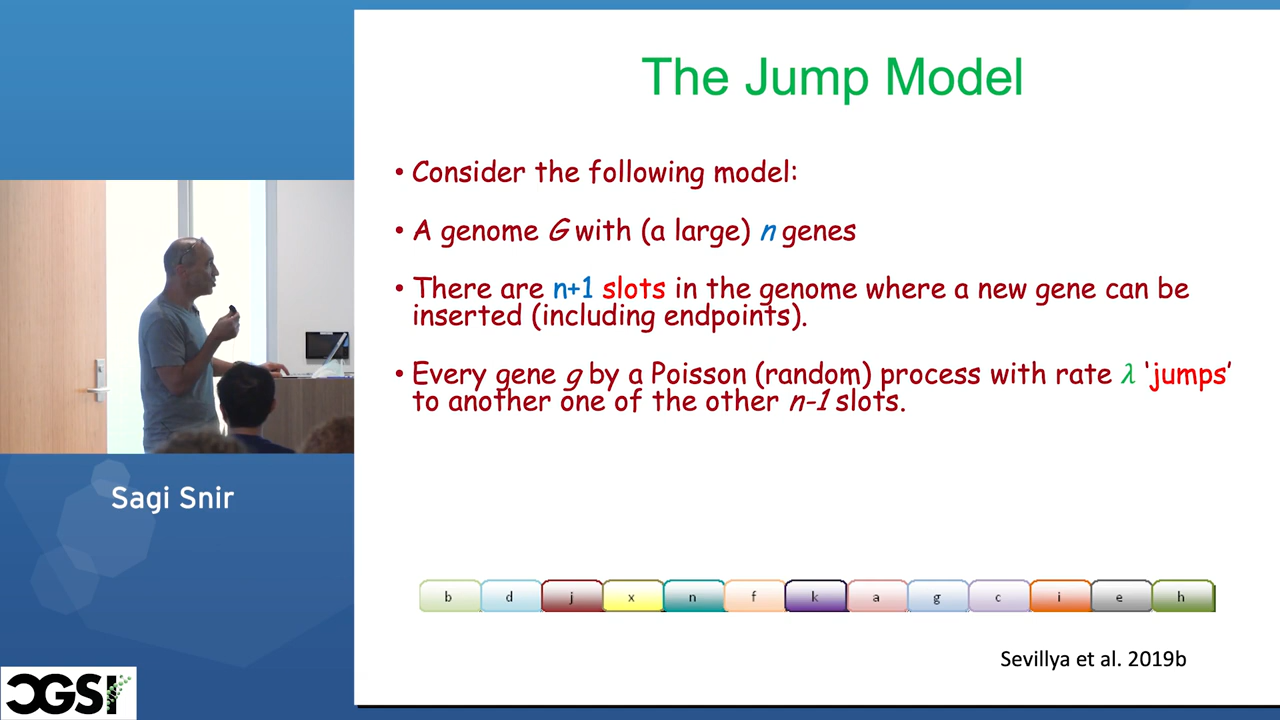 The Jump Model
• Consider the following model:
• A genome G with (a large) n genes
• There are n+1 slots in the genome where a new gene can be
inserted (including endpoints).
• Every gene g by a Poisson (random) process with rate λ ‘jumps’
to another one of the other n-1 slots.
b d j x n f k a g c i e h
Sevillya et al. 2019b
Sagi Snir
CGSI